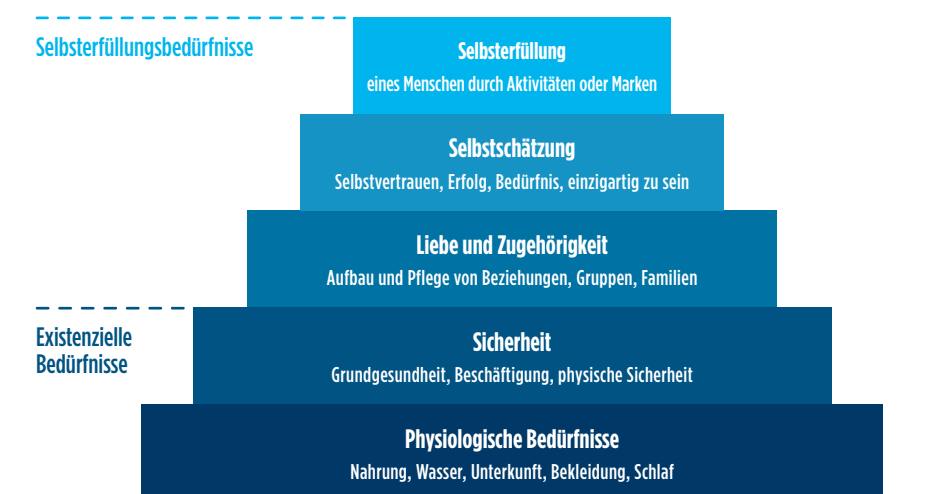 Selbsterfüllungsbedürfnisse
Selbsterfüllung
eines Menschen durch Aktivitäten oder Marken
Selbstschätzung
Selbstvertrauen, Erfolg, Bedürfnis, einzigartig zu sein
Liebe und Zugehörigkeit
Aufbau und Pflege von Beziehungen, Gruppen, Familien
Existenzielle
Bedürfnisse
Sicherheit
Grundgesundheit, Beschäftigung, physische Sicherheit
Physiologische Bedürfnisse
Nahrung, Wasser, Unterkunft, Bekleidung, Schlaf